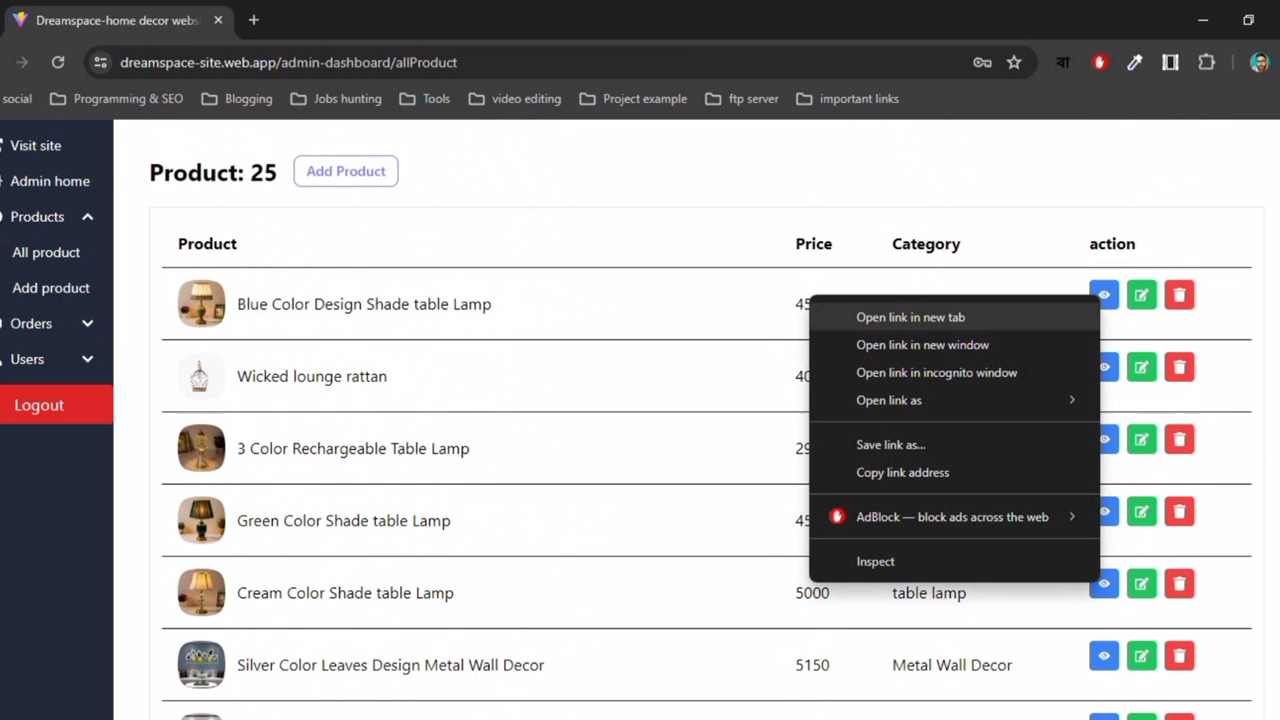 Dreamspace-home decor webs
dreamspace-site.web.app/admin-dashboard/allProduct
বা
social Programming & SEO Blogging Jobs hunting Tools video editing Project example ftp server important links
Visit site
Admin home
Products
All product
Add product
Orders
Users
Logout
Product: 25 Add Product
Product Price Category action
Blue Color Design Shade table Lamp 45
Wicked lounge rattan 40
3 Color Rechargeable Table Lamp 29
Green Color Shade table Lamp 45
Cream Color Shade table Lamp 5000 table lamp
Silver Color Leaves Design Metal Wall Decor 5150 Metal Wall Decor
Open link in new tab
Open link in new window
Open link in incognito window
Open link as
Save link as...
Copy link address
AdBlock — block ads across the web
Inspect